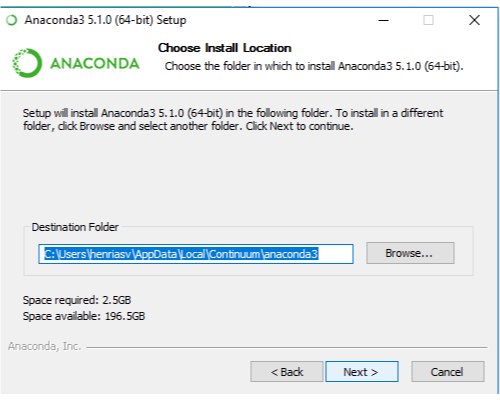 Anaconda3 5.1.0 (64-bit) Setup
Choose Install Location
ANACONDA
Choose the folder in which to install Anaconda3 5.1.0 (64-bit).
Setup will install Anaconda3 5.1.0 (64-bit) in the following folder. To install in a different
folder, click Browse and select another folder. Click Next to continue.
Destination Folder
C:\Users\henriasv\AppData\Local\Continuum\anaconda3
Browse...
Space required: 2.5GB
Space available: 196.5GB
Anaconda, Inc.
< Back
Next >
Cancel